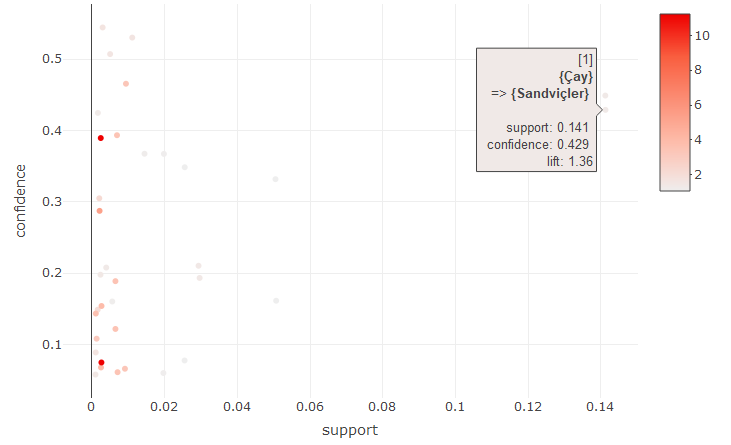 0.5
0.4
0.3
0.2
0.1
confidence
0
0.02
0.04
0.06
0.08
0.1
0.12
0.14
support
[1]
{Çay}
=> {Sandviçler}
support: 0.141
confidence: 0.429
lift: 1.36
10
8
6
4
2